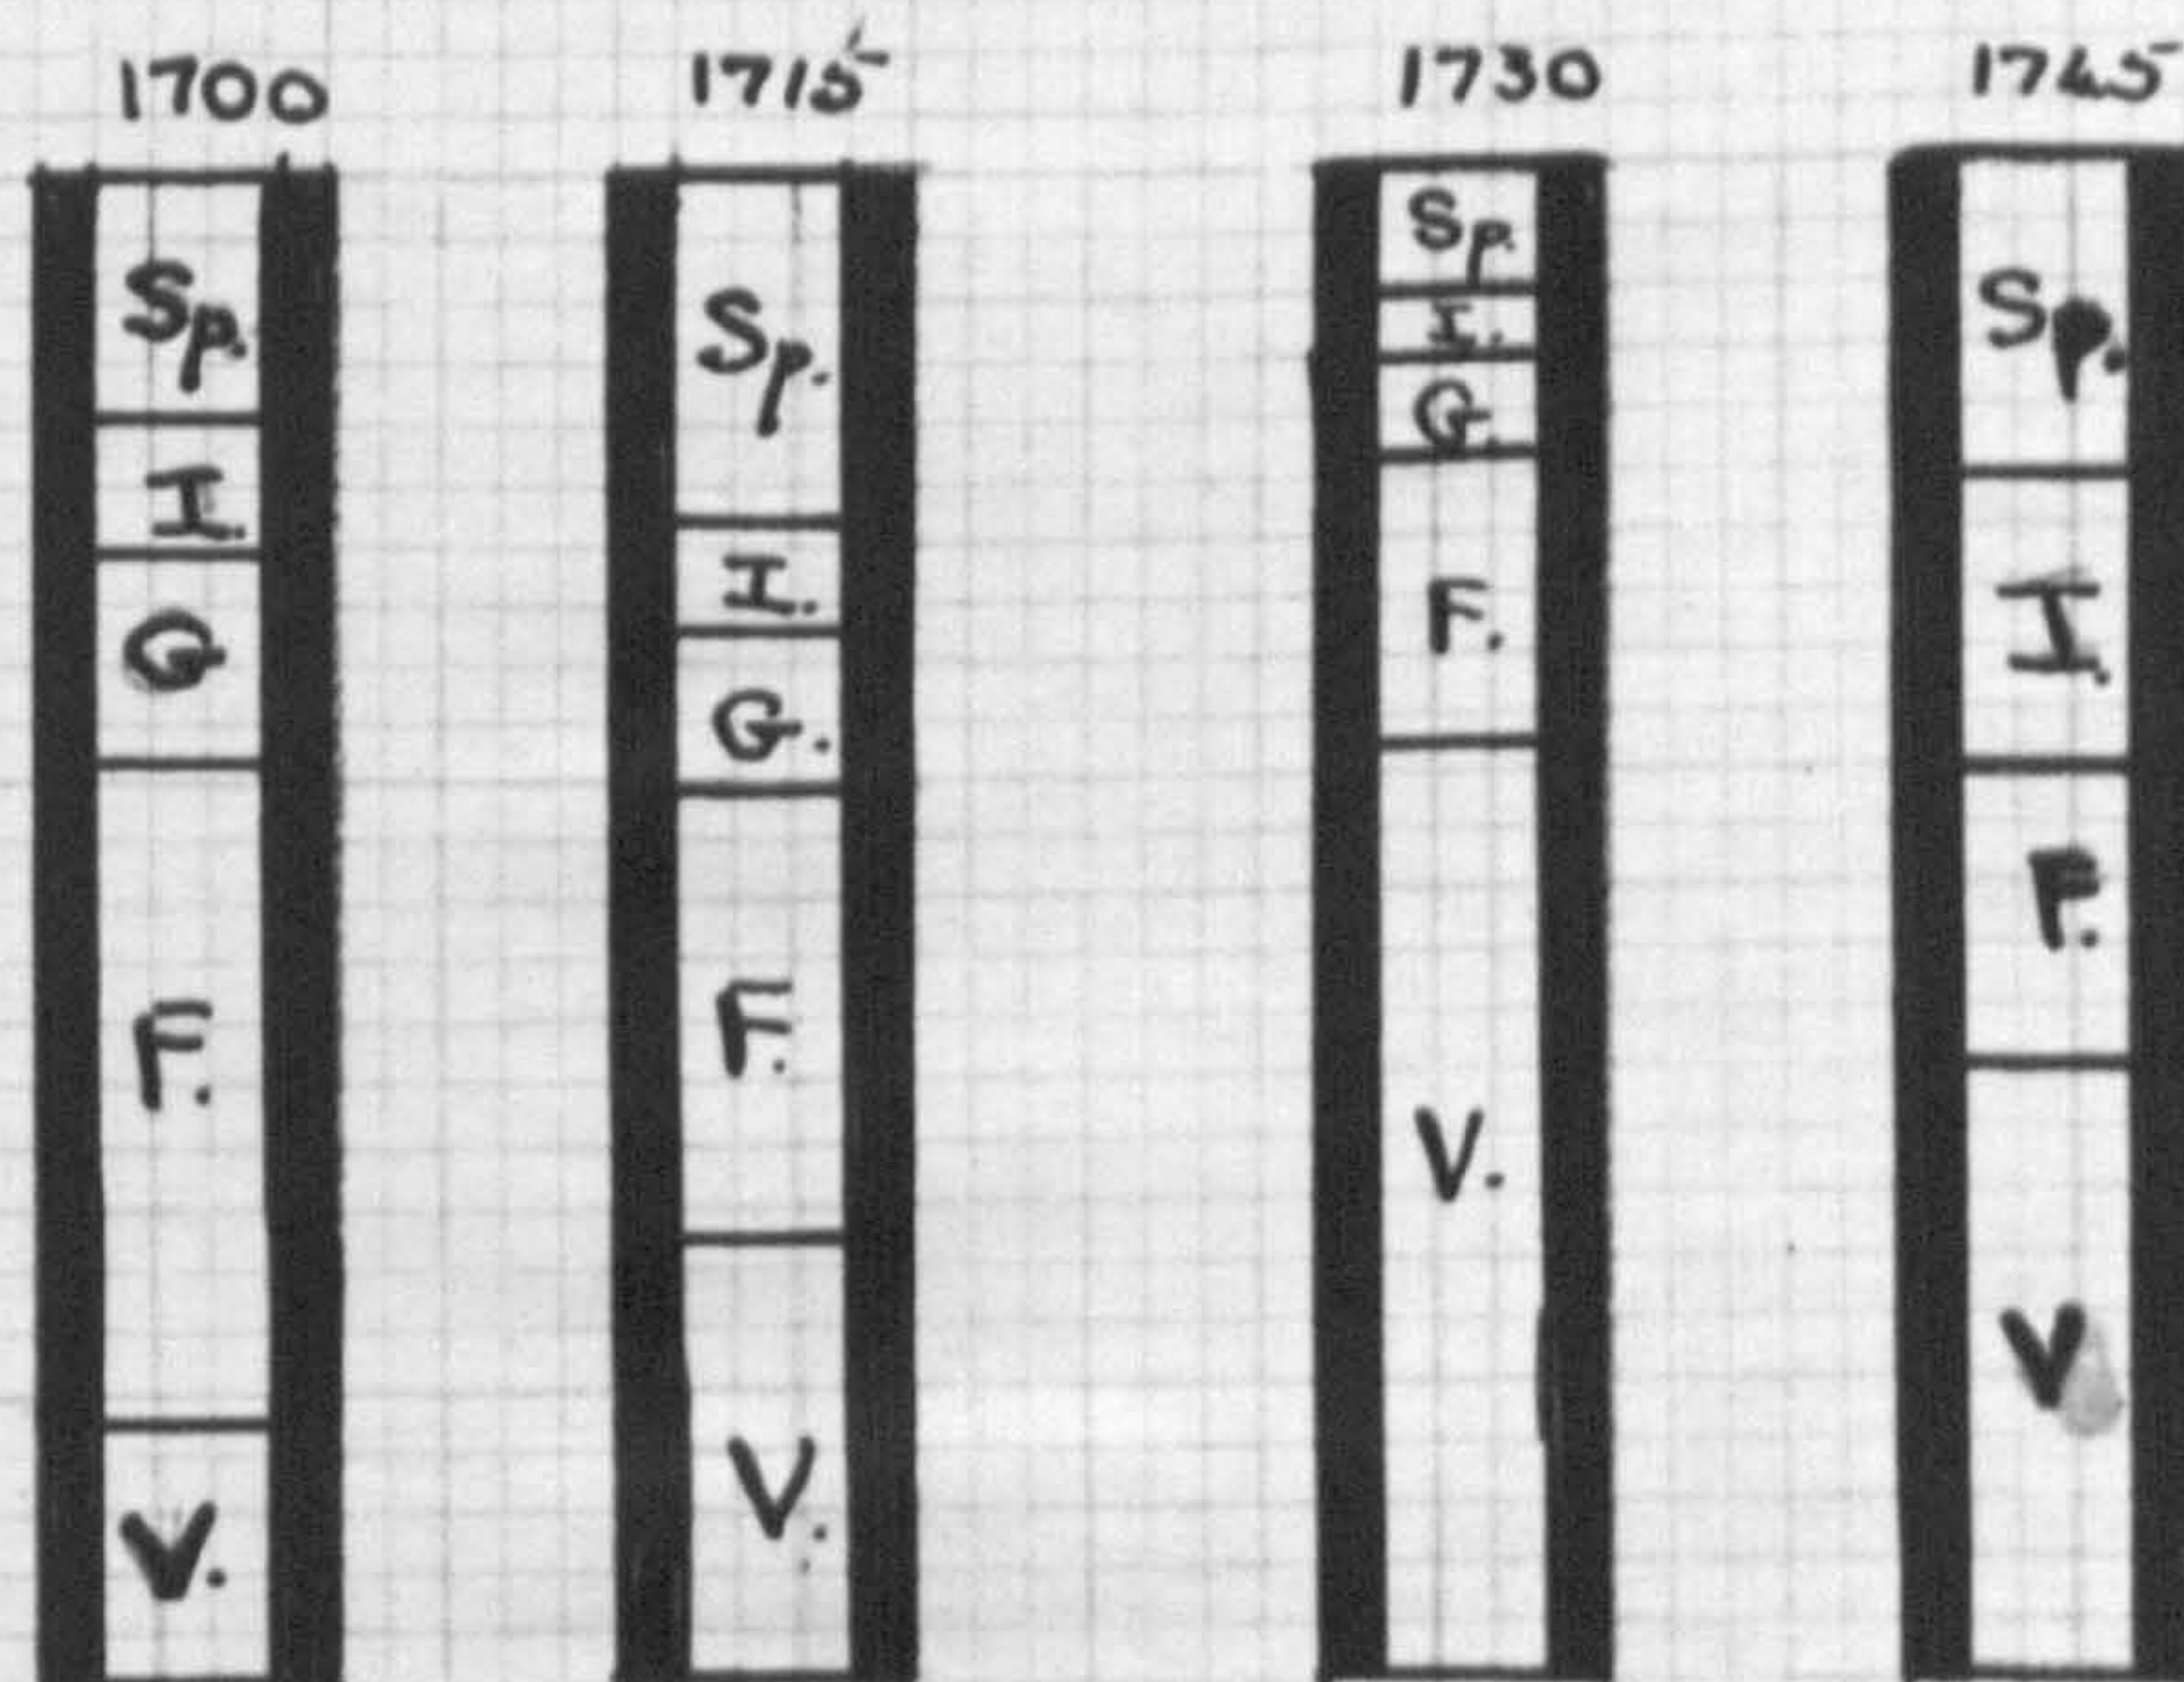 1700 1715 1730 1745
Sp. Sp. Sp. Sp.
I. I. I. I.
G G. G.
F. F. F. F.
V. V. V. V